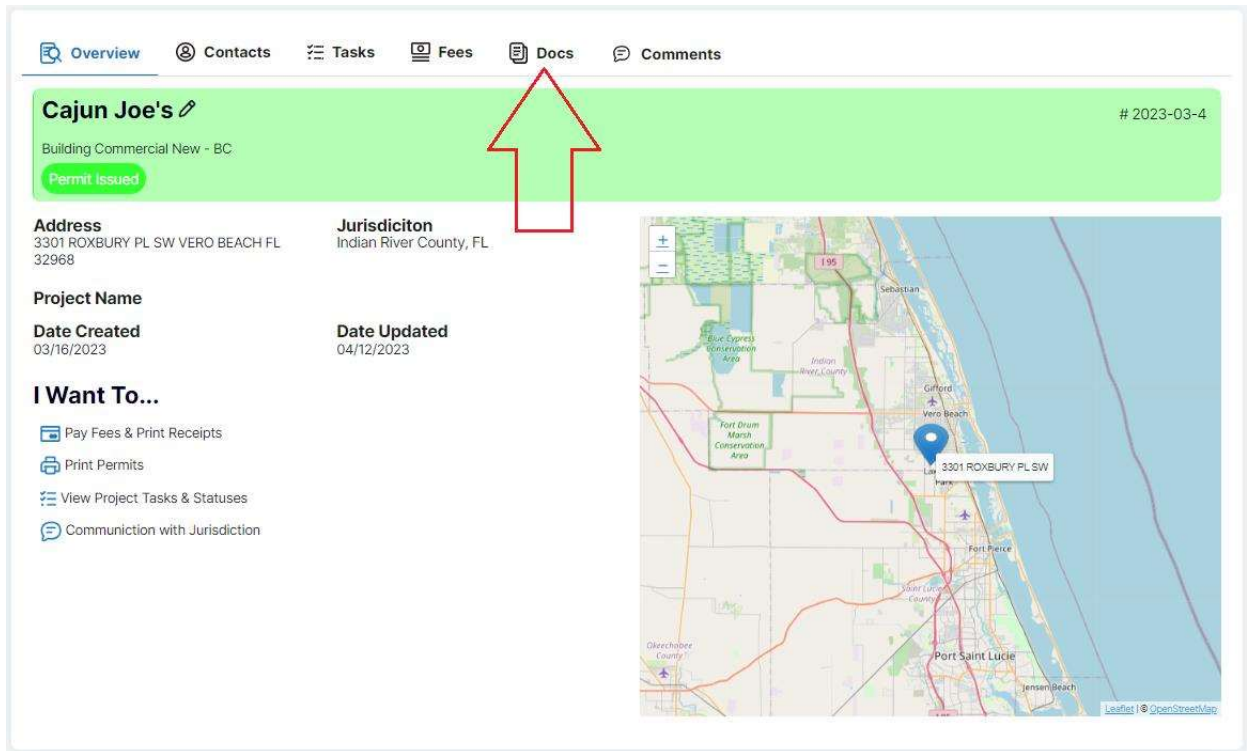 Overview Contacts Tasks Fees Docs Comments
Cajun Joe's
# 2023-03-4
Building Commercial New - BC
Permit Issued
Address
3301 ROXBURY PL SW VERO BEACH FL
32968
Jurisdiciton
Indian River County, FL
Project Name
Date Created
03/16/2023
Date Updated
04/12/2023
I Want To...
Pay Fees & Print Receipts
Print Permits
View Project Tasks & Statuses
Communiction with Jurisdiction
+
−
I 95
Sebastian
Blue Cypress
Conservation
Area
Indian
River County
Gifford
Vero Beach
Fort Drum
Marsh
Conservation
Area
3301 ROXBURY PL SW
Park
Fort Pierce
Saint Lucie
County
Okeechobee
County
Port Saint Lucie
Jensen Beach
Leaflet | © OpenStreetMap